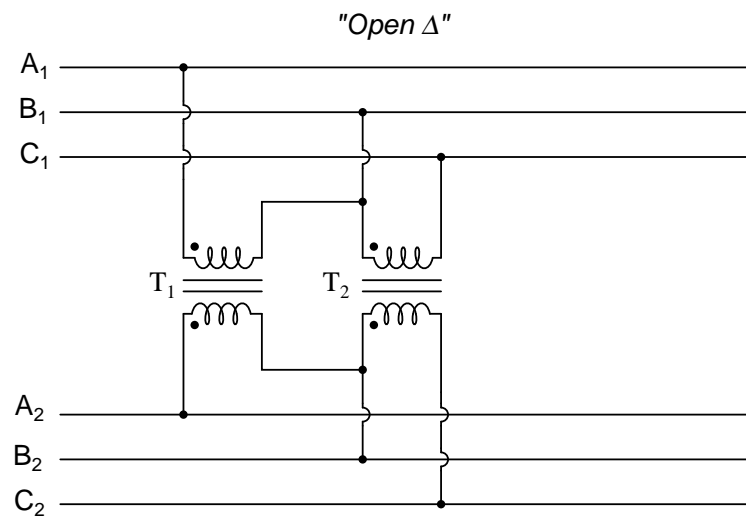 "Open Δ"
A₁
B₁
C₁
T₁ T₂
A₂
B₂
C₂